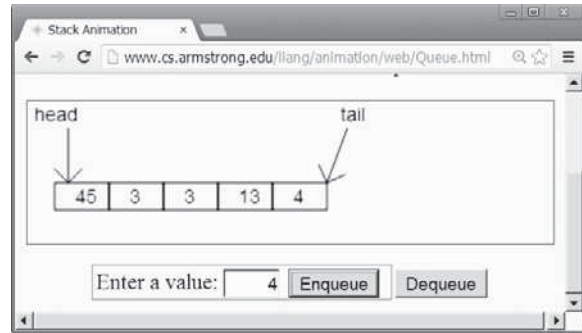 Stack Animation
www.cs.armstrong.edu/liang/animation/web/Queue.html
head tail
45 3 3 13 4
Enter a value: 4 Enqueue Dequeue